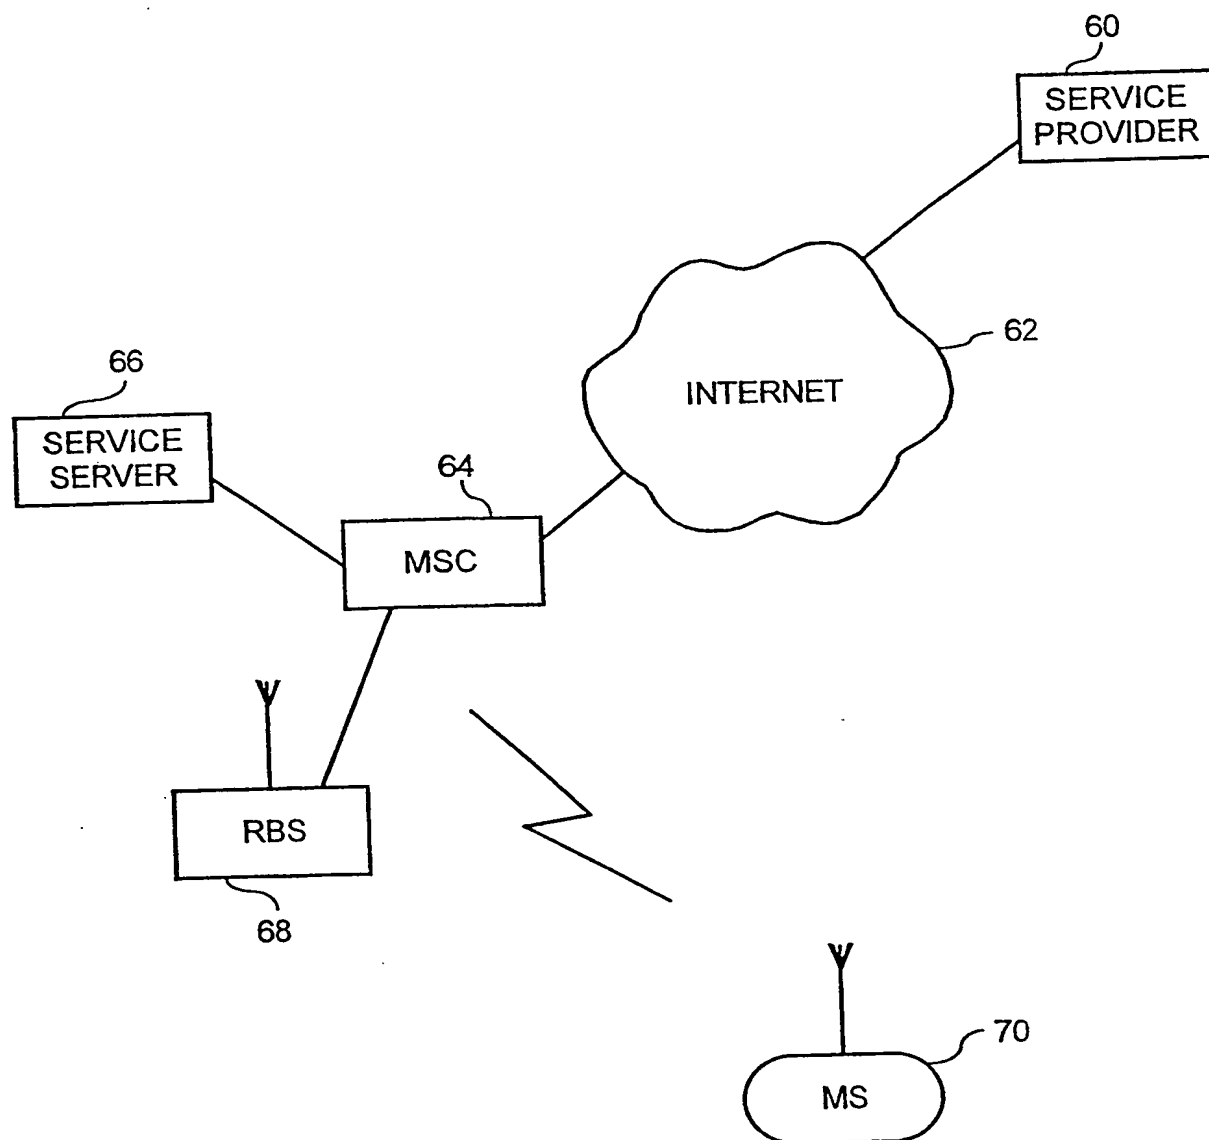 60
SERVICE
PROVIDER
62
INTERNET
66
SERVICE
SERVER
64
MSC
RBS
68
70
MS